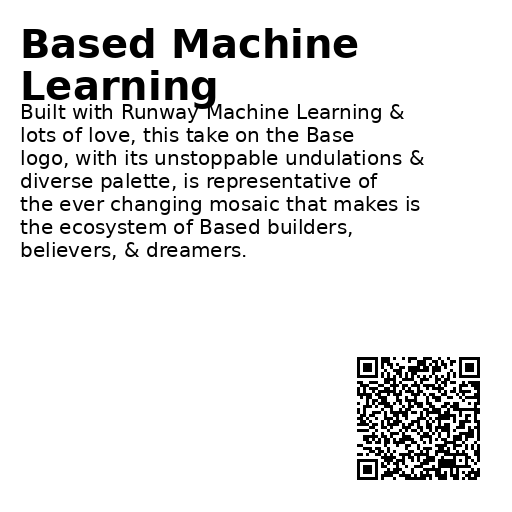 Based Machine
Learning
Built with Runway Machine Learning &
lots of love, this take on the Base
logo, with its unstoppable undulations &
diverse palette, is representative of
the ever changing mosaic that makes is
the ecosystem of Based builders,
believers, & dreamers.